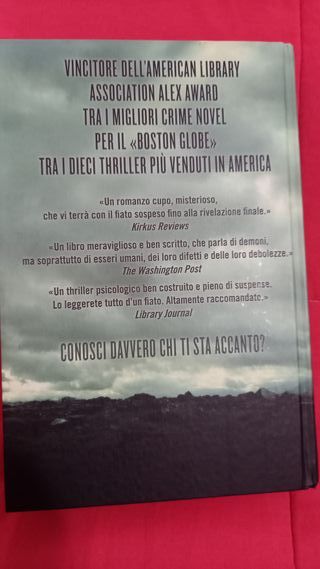 VINCITORE DELL'AMERICAN LIBRARY
ASSOCIATION ALEX AWARD
TRA I MIGLIORI CRIME NOVEL
PER IL «BOSTON GLOBE»
TRA I DIECI THRILLER PIÙ VENDUTI IN AMERICA
«Un romanzo cupo, misterioso,
che vi terrà con il fiato sospeso fino alla rivelazione finale.»
Kirkus Reviews
«Un libro meraviglioso e ben scritto, che parla di demoni,
ma soprattutto di esseri umani, dei loro difetti e delle loro debolezze.»
The Washington Post
«Un thriller psicologico ben costruito e pieno di suspense.
Lo leggerete tutto d'un fiato. Altamente raccomandato.»
Library Journal
CONOSCI DAVVERO CHI TI STA ACCANTO?